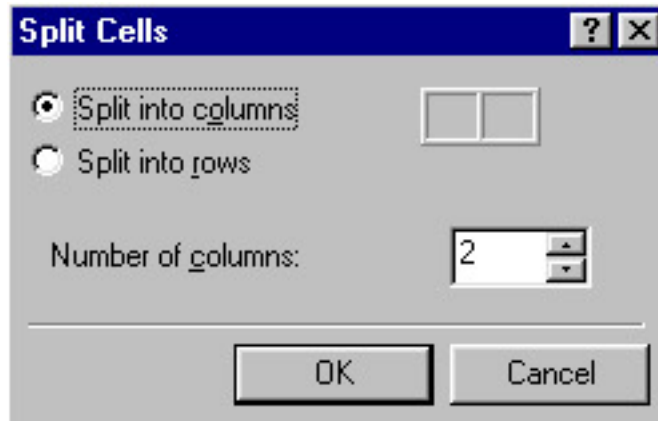 Split Cells
Split into columns
Split into rows
Number of columns: 2
OK Cancel